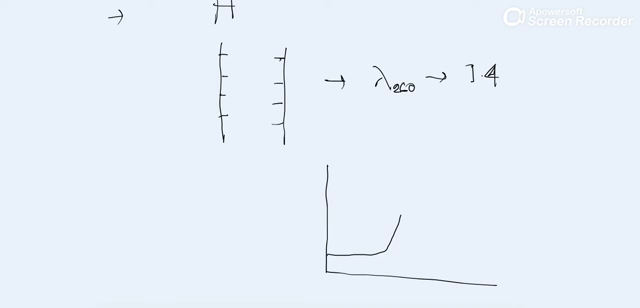 Apowersoft
Screen Recorder
→ λ260 → 1.4